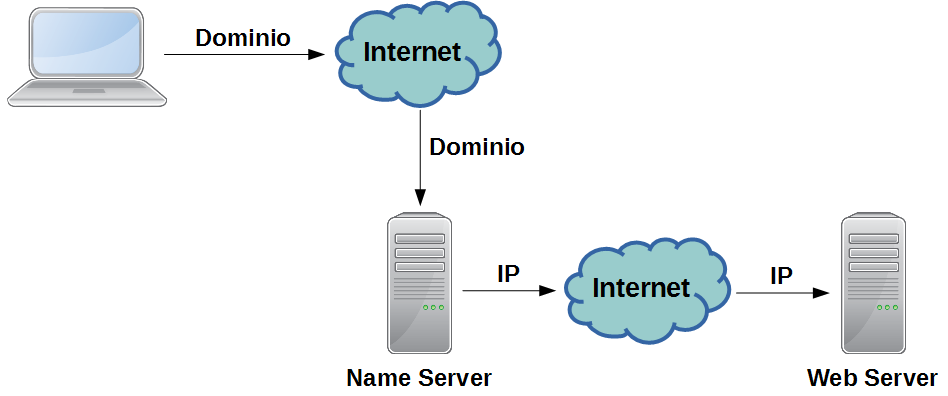 Dominio
Internet
Dominio
IP
Internet
IP
Name Server
Web Server